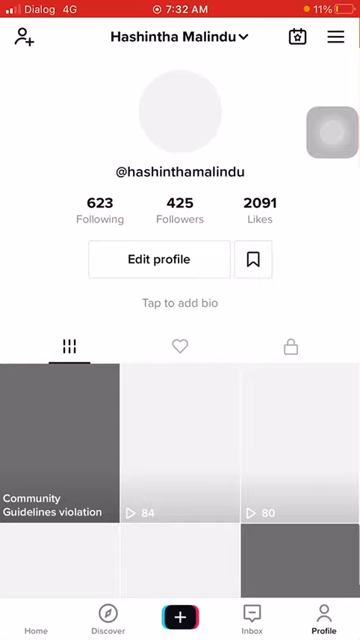 Dialog 4G 7:32 AM 11%
Hashintha Malindu
@hashinthamalindu
623 425 2091
Following Followers Likes
Edit profile
Tap to add bio
Community
Guidelines violation
84 80
Home Discover Inbox Profile